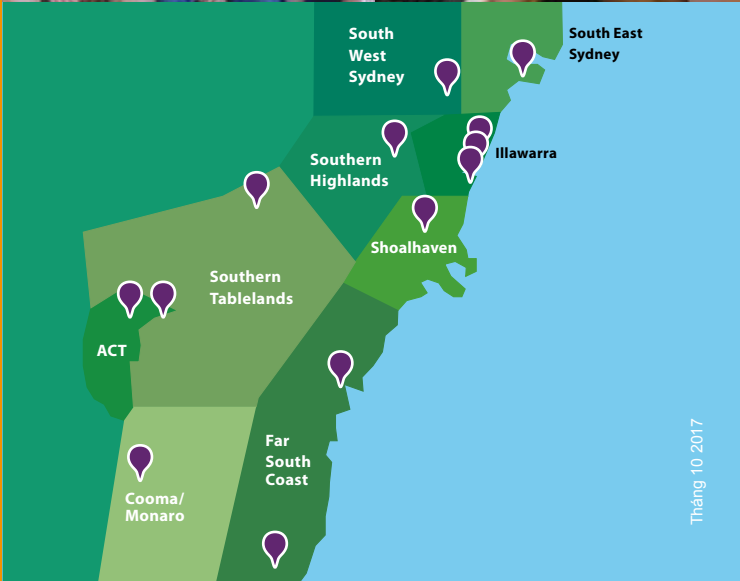 South
West
Sydney
South East
Sydney
Illawarra
Southern
Highlands
Shoalhaven
Southern
Tablelands
ACT
Far
South
Coast
Cooma/
Monaro
Tháng 10 2017